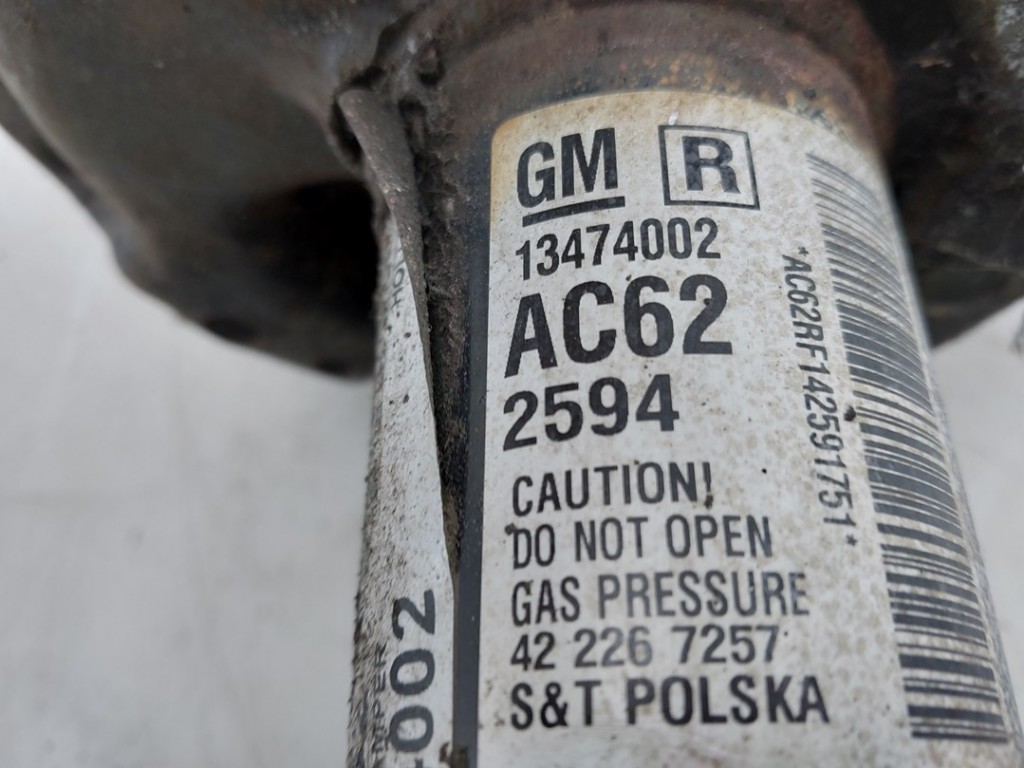 GM R
13474002
AC62
2594
CAUTION!
DO NOT OPEN
GAS PRESSURE
42 226 7257
S&T POLSKA
*AC62RF142591751*
002